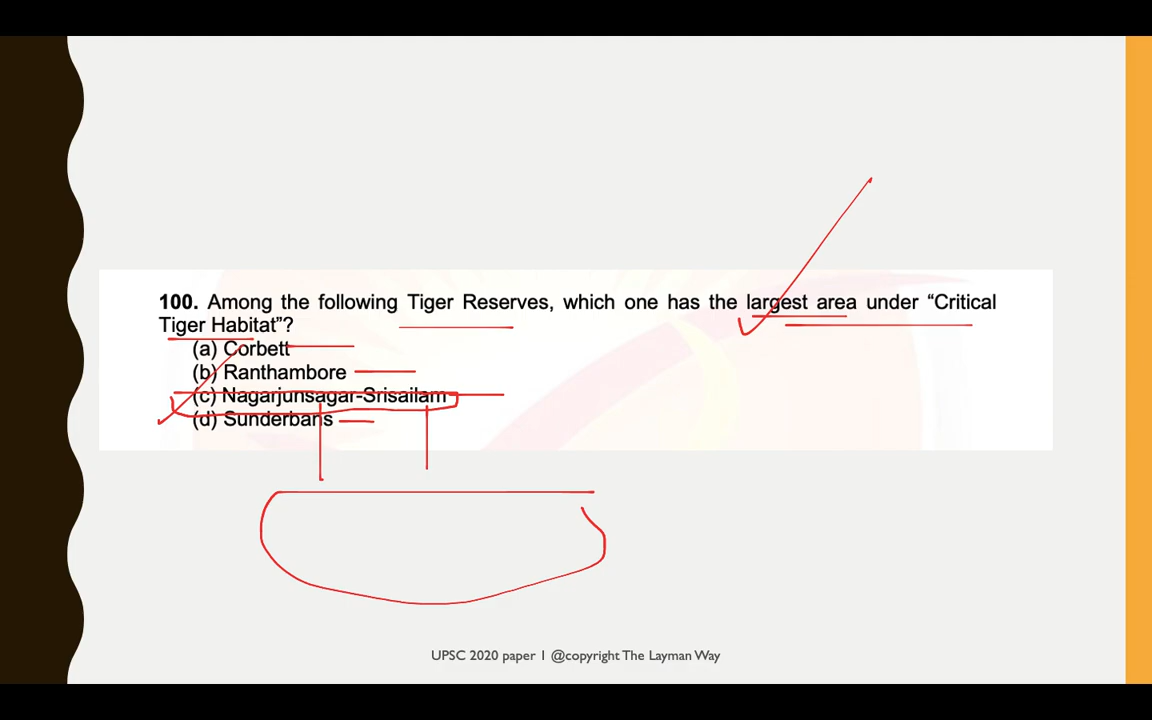 100. Among the following Tiger Reserves, which one has the largest area under “Critical
Tiger Habitat”?
(a) Corbett
(b) Ranthambore
(c) Nagarjunsagar-Srisailam
(d) Sunderbans
UPSC 2020 paper 1 @copyright The Layman Way